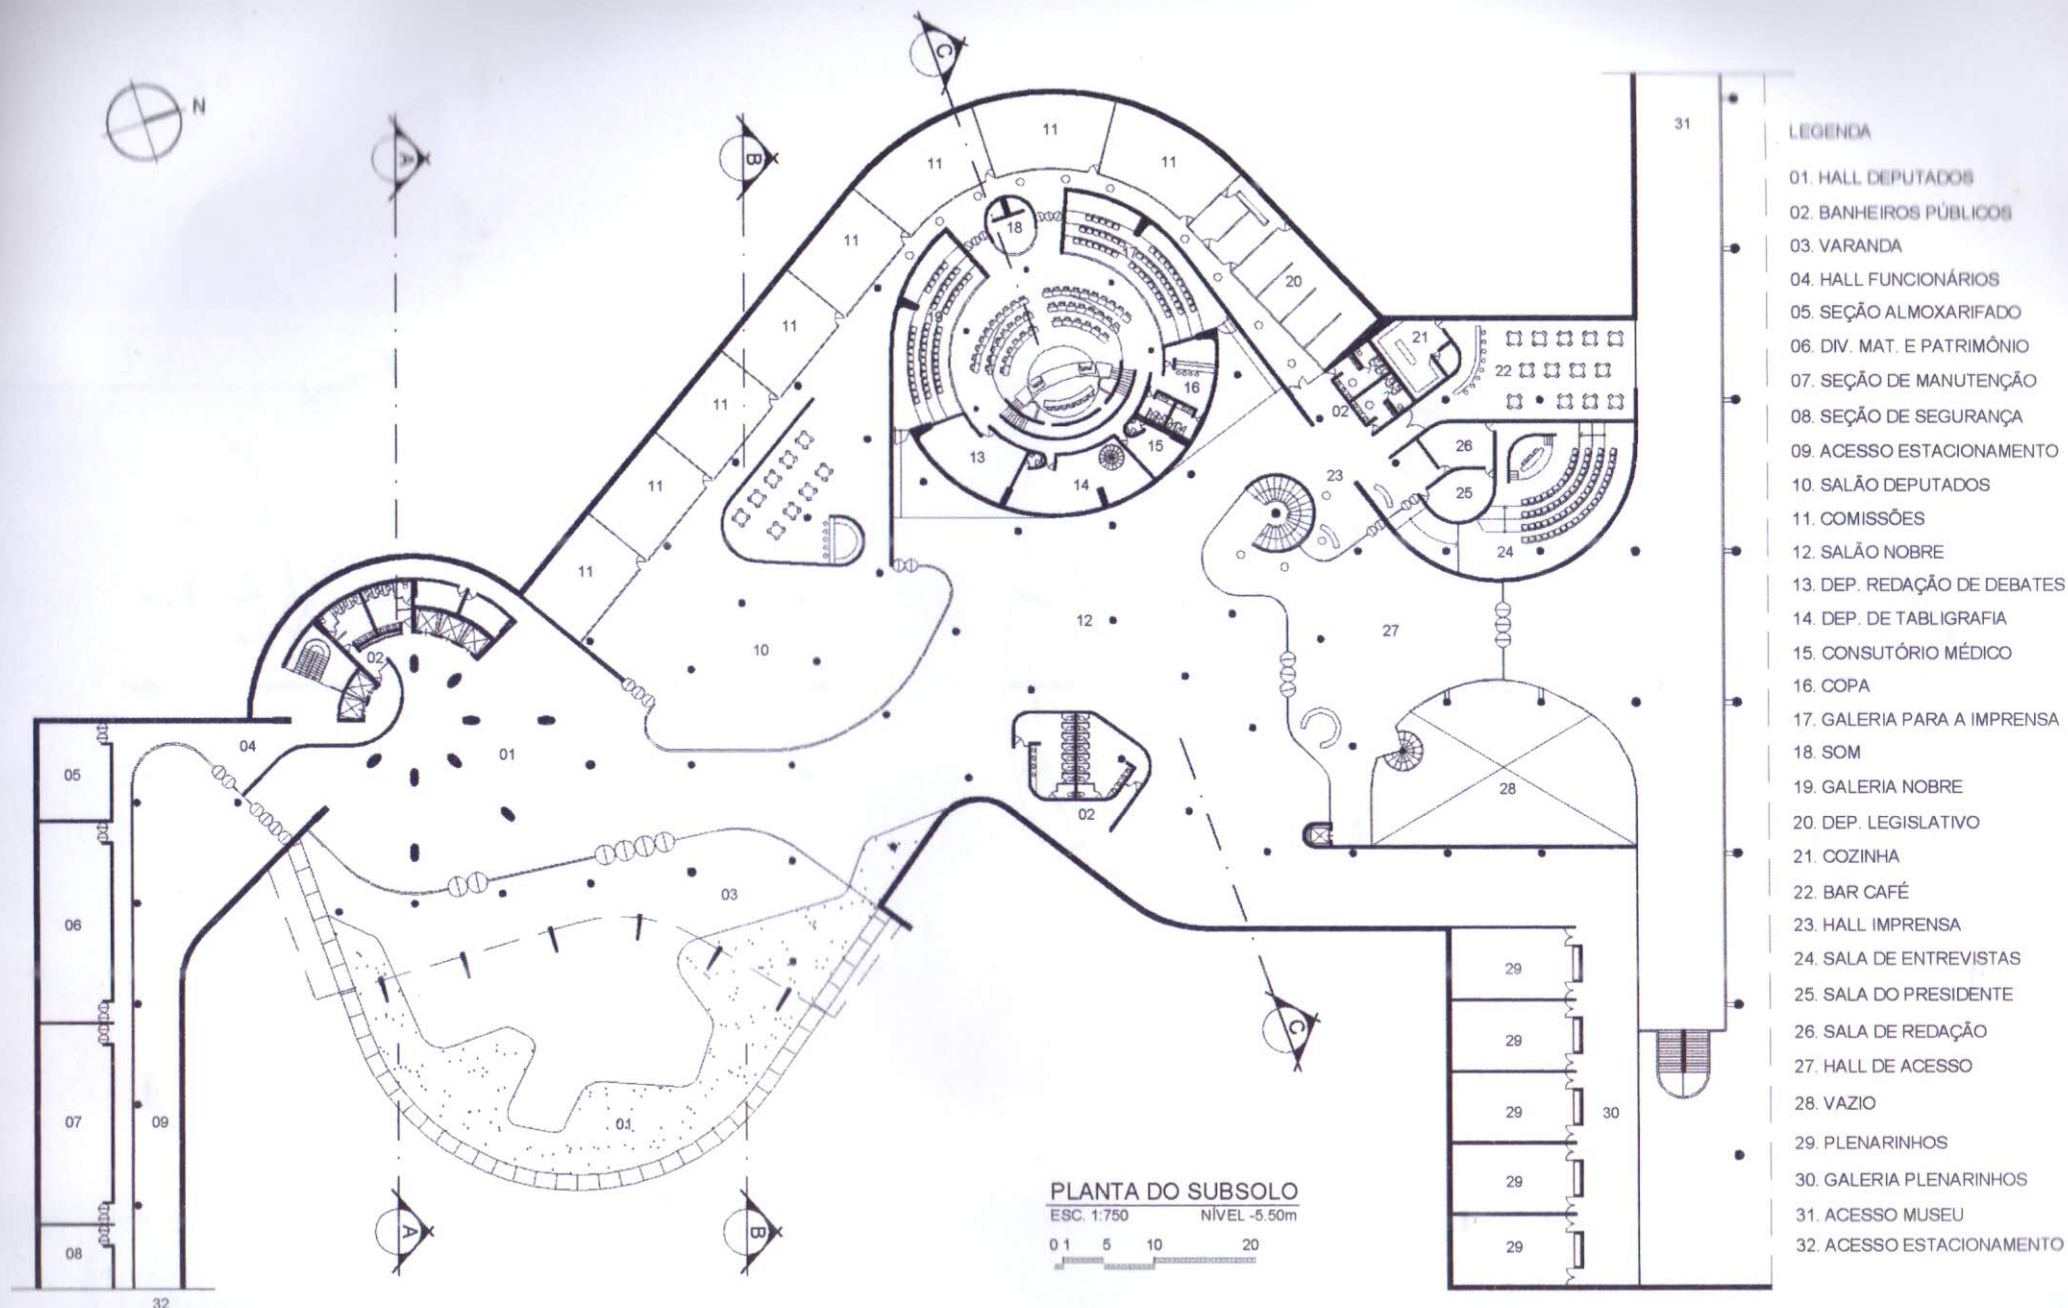 C
N
A
B
11
11
11
31
LEGENDA
01. HALL DEPUTADOS
02. BANHEIROS PÚBLICOS
03. VARANDA
04. HALL FUNCIONÁRIOS
05. SEÇÃO ALMOXARIFADO
06. DIV. MAT. E PATRIMÔNIO
07. SEÇÃO DE MANUTENÇÃO
08. SEÇÃO DE SEGURANÇA
09. ACESSO ESTACIONAMENTO
10. SALÃO DEPUTADOS
11. COMISSÕES
12. SALÃO NOBRE
13. DEP. REDAÇÃO DE DEBATES
14. DEP. DE TABLIGRAFIA
15. CONSUTÓRIO MÉDICO
16. COPA
17. GALERIA PARA A IMPRENSA
18. SOM
19. GALERIA NOBRE
20. DEP. LEGISLATIVO
21. COZINHA
22. BAR CAFÉ
23. HALL IMPRENSA
24. SALA DE ENTREVISTAS
25. SALA DO PRESIDENTE
26. SALA DE REDAÇÃO
27. HALL DE ACESSO
28. VAZIO
29. PLENARINHOS
30. GALERIA PLENARINHOS
31. ACESSO MUSEU
32. ACESSO ESTACIONAMENTO
11
18
20
11
21
22
11
16
02
26
13
15
14
23
25
11
11
24
12
27
10
02
04
01
05
28
02
03
06
29
29
29
30
07
09
01
29
29
08
A
B
C
32
PLANTA DO SUBSOLO
ESC. 1:750 NÍVEL -5.50m
0 1 5 10 20